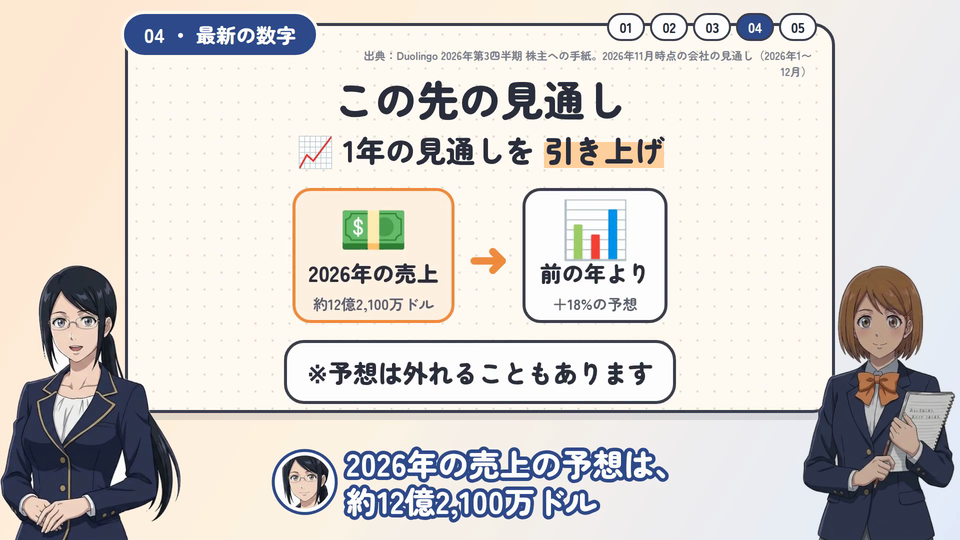 04 ・ 最新の数字
01 02 03 04 05
出典：Duolingo 2026年第3四半期 株主への手紙。2026年11月時点の会社の見通し（2026年1〜
12月）
この先の見通し
1年の見通しを 引き上げ
2026年の売上
約12億2,100万ドル
前の年より
＋18%の予想
※予想は外れることもあります
2026年の売上の予想は、
約12億2,100万ドル